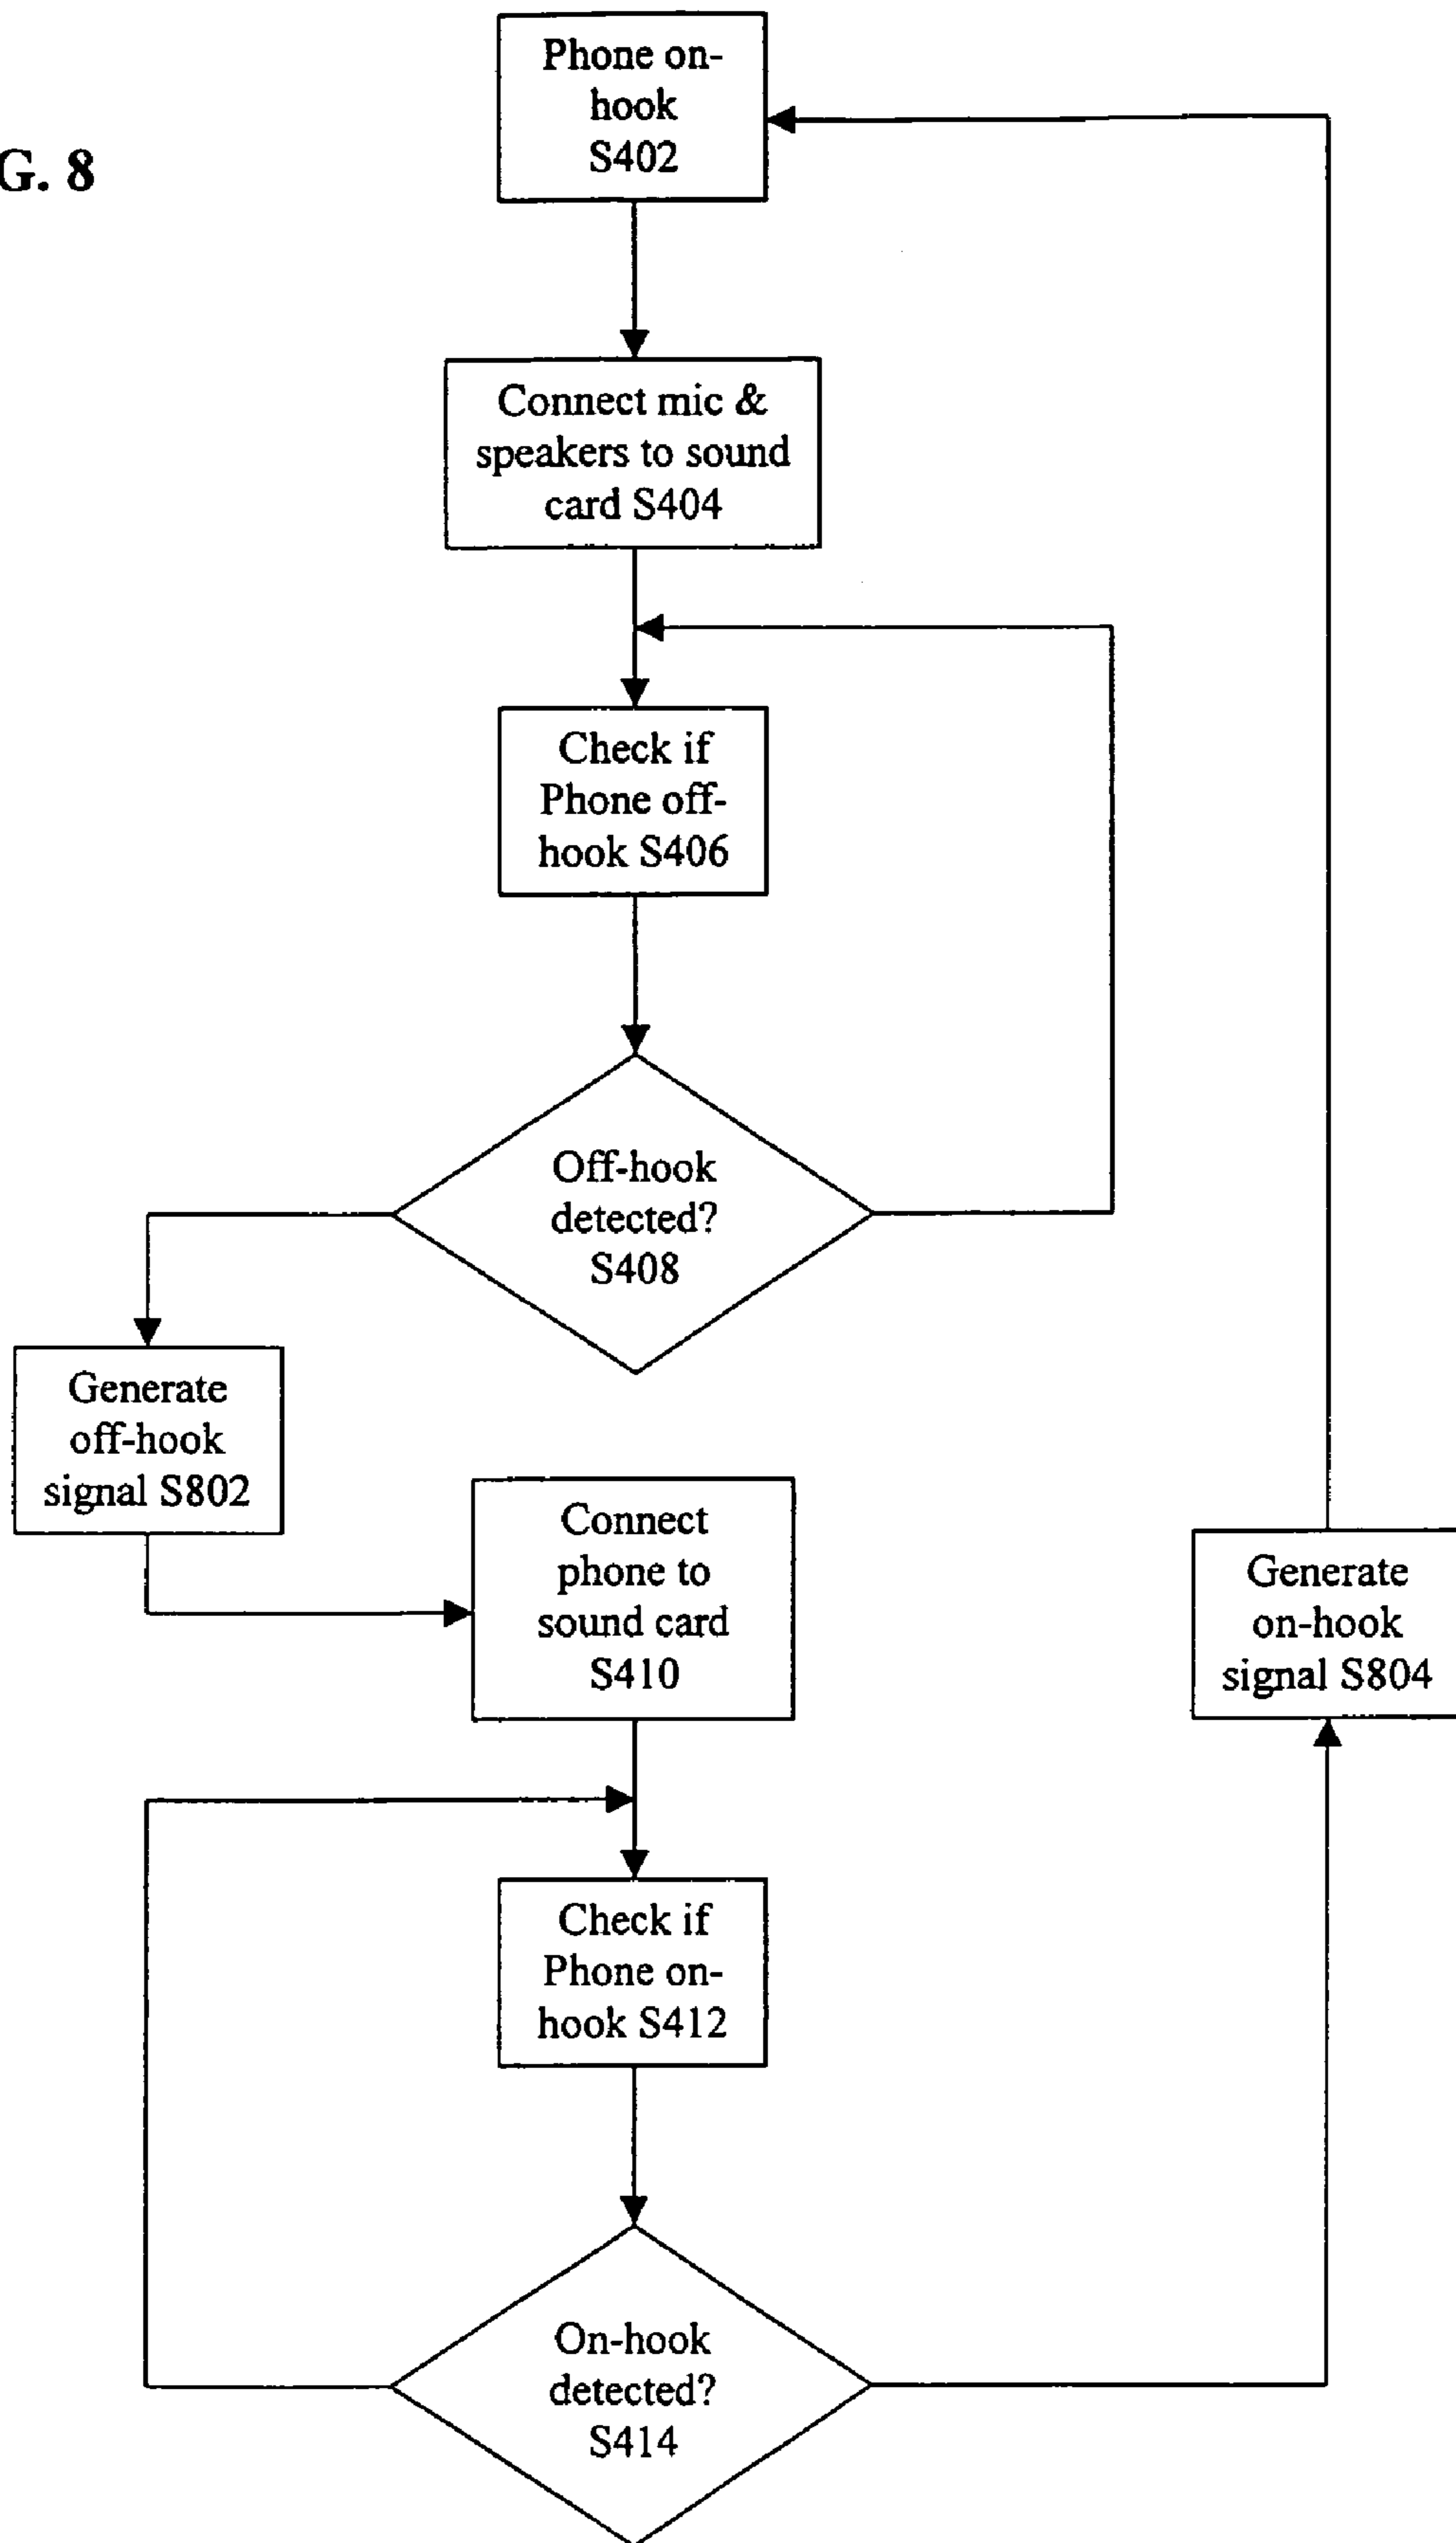 Phone on-
hook
S402
G. 8
Connect mic &
speakers to sound
card S404
Check if
Phone off-
hook S406
Off-hook
detected?
S408
Generate
off-hook
signal S802
Connect
phone to
sound card
S410
Generate
on-hook
signal S804
Check if
Phone on-
hook S412
On-hook
detected?
S414